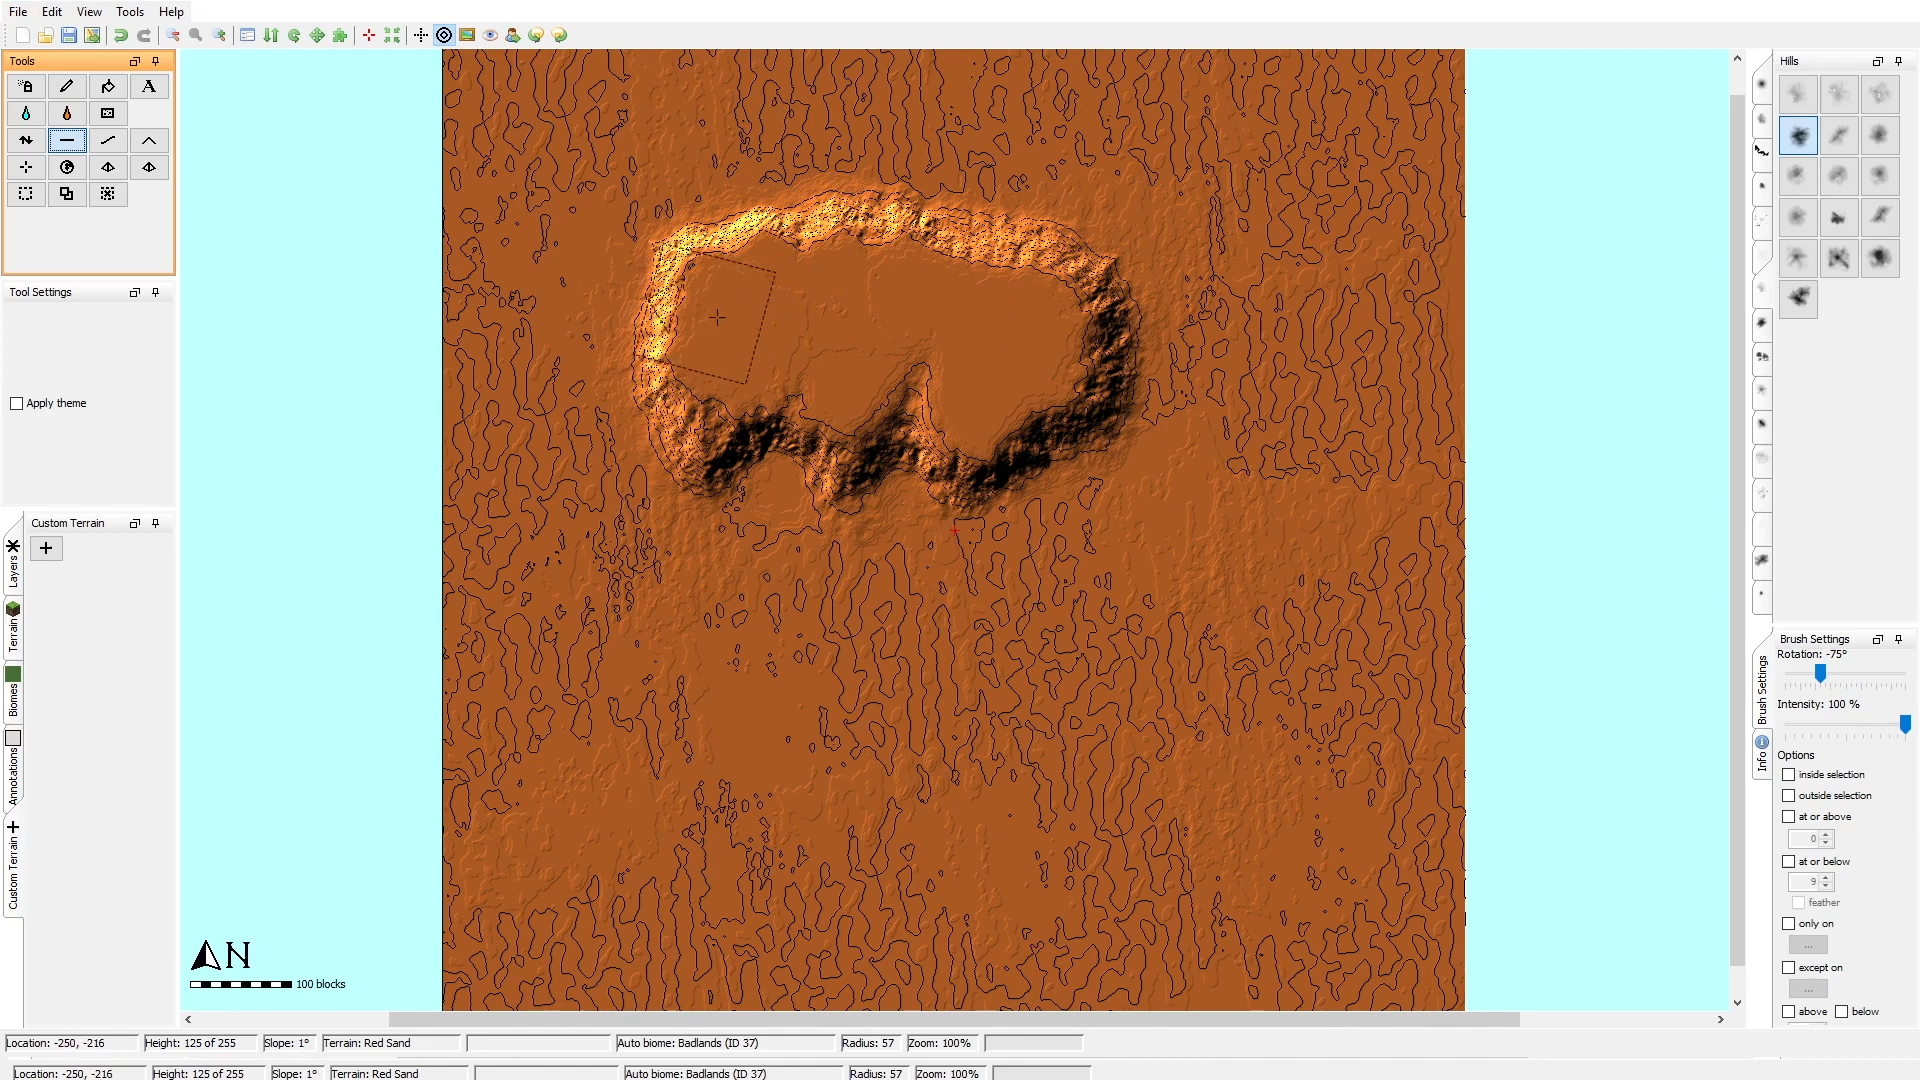 File Edit View Tools Help
Tools
A
Tool Settings
Apply theme
Custom Terrain
Layers
Terrain
Biomes
Annotations
Custom Terrain
N
100 blocks
Hills
Brush Settings
Info
Brush Settings
Rotation: -75°
Intensity: 100 %
Options
inside selection
outside selection
at or above
0
at or below
9
feather
only on
...
except on
...
above below
Location: -250, -216 Height: 125 of 255 Slope: 1° Terrain: Red Sand Auto biome: Badlands (ID 37) Radius: 57 Zoom: 100%
Location: -250, -216 Height: 125 of 255 Slope: 1° Terrain: Red Sand Auto biome: Badlands (ID 37) Radius: 57 Zoom: 100%